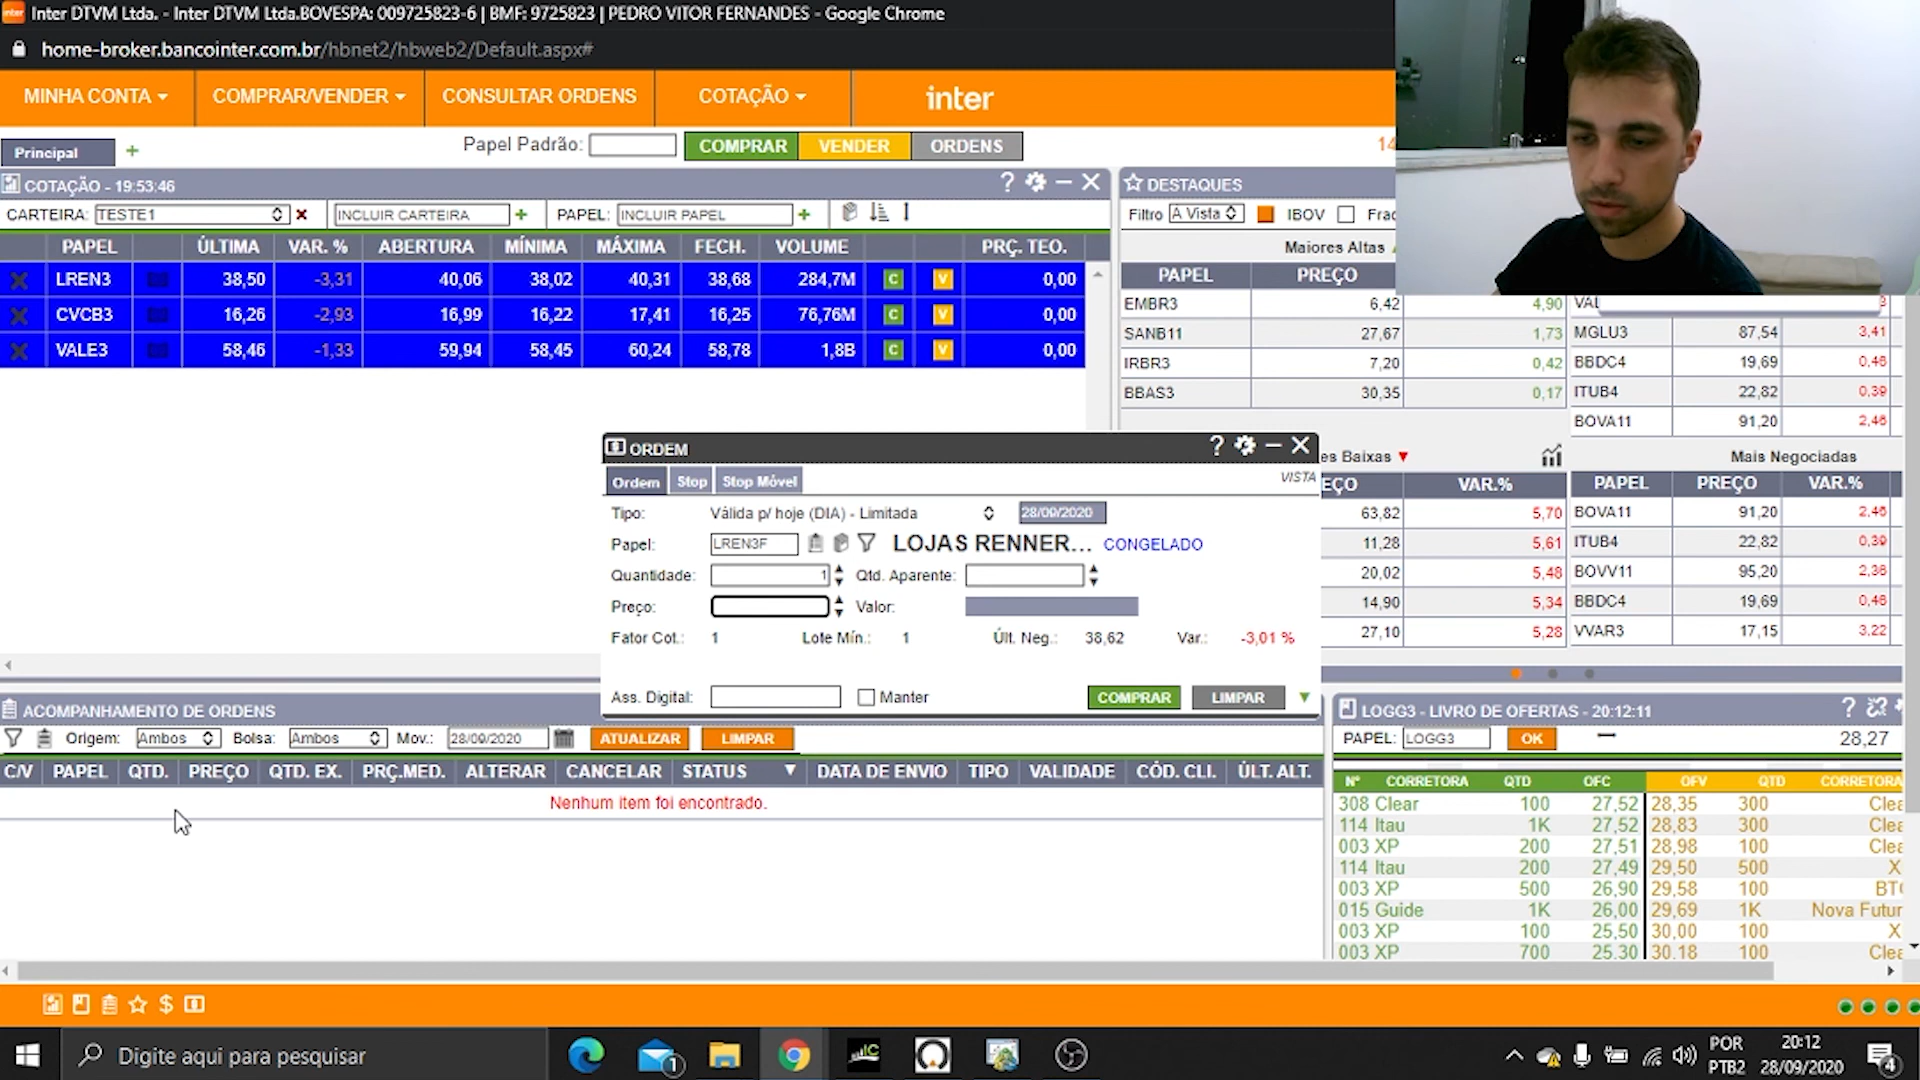 inter Inter DTVM Ltda. - Inter DTVM Ltda.BOVESPA: 009725823-6 | BMF: 9725823 | PEDRO VITOR FERNANDES - Google Chrome
home-broker.bancointer.com.br/hbnet2/hbweb2/Default.aspx#
MINHA CONTA COMPRAR/VENDER CONSULTAR ORDENS COTAÇÃO inter
Principal + Papel Padrão: COMPRAR VENDER ORDENS 14
COTAÇÃO - 19:53:46 ? DESTAQUES
CARTEIRA: TESTE1 INCLUIR CARTEIRA + PAPEL: INCLUIR PAPEL + Filtro A Vista IBOV Frac
PAPEL ÚLTIMA VAR. % ABERTURA MÍNIMA MÁXIMA FECH. VOLUME PRÇ. TEO. Maiores Altas
PAPEL PREÇO
LREN3 38,50 -3,31 40,06 38,02 40,31 38,68 284,7M C V 0,00
CVCB3 16,26 -2,93 16,99 16,22 17,41 16,25 76,76M C V 0,00
VALE3 58,46 -1,33 59,94 58,45 60,24 58,78 1,8B C V 0,00
EMBR3 6,42 4,90 VAL 3
SANB11 27,67 1,73 MGLU3 87,54 3,41
IRBR3 7,20 0,42 BBDC4 19,69 0,46
BBAS3 30,35 0,17 ITUB4 22,82 0,39
BOVA11 91,20 2,46
ORDEM ?
Ordem Stop Stop Móvel VISTA
Tipo: Válida p/ hoje (DIA) - Limitada 28/09/2020
Papel: LREN3F LOJAS RENNER... CONGELADO
Quantidade: 1 Qtd. Aparente:
Preço: Valor:
Fator Cot.: 1 Lote Mín.: 1 Últ. Neg.: 38,62 Var.: -3,01 %
Ass. Digital: Manter COMPRAR LIMPAR
es Baixas Mais Negociadas
EÇO VAR.% PAPEL PREÇO VAR.%
63,82 5,70 BOVA11 91,20 2,46
11,28 5,61 ITUB4 22,82 0,39
20,02 5,48 BOVV11 95,20 2,36
14,90 5,34 BBDC4 19,69 0,46
27,10 5,28 VVAR3 17,15 3,22
ACOMPANHAMENTO DE ORDENS
Origem: Ambos Bolsa: Ambos Mov.: 28/09/2020 ATUALIZAR LIMPAR
C/V PAPEL QTD. PREÇO QTD. EX. PRÇ.MED. ALTERAR CANCELAR STATUS DATA DE ENVIO TIPO VALIDADE CÓD. CLI. ÚLT. ALT.
Nenhum item foi encontrado.
LOGG3 - LIVRO DE OFERTAS - 20:12:11 ?
PAPEL: LOGG3 OK 28,27
Nº CORRETORA QTD OFC OFV QTD CORRETORA
308 Clear 100 27,52 28,35 300 Clea
114 Itau 1K 27,52 28,83 300 Clea
003 XP 200 27,51 28,98 100 Clea
114 Itau 200 27,49 29,50 500 X
003 XP 500 26,90 29,58 100 BTG
015 Guide 1K 26,00 29,69 1K Nova Futur
003 XP 100 25,50 30,00 100 X
003 XP 700 25,30 30,18 100 Clea
Digite aqui para pesquisar 1 POR 20:12
PTB2 28/09/2020 4